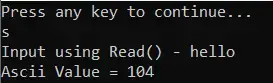 Press any key to continue...
s
Input using Read() - hello
Ascii Value = 104